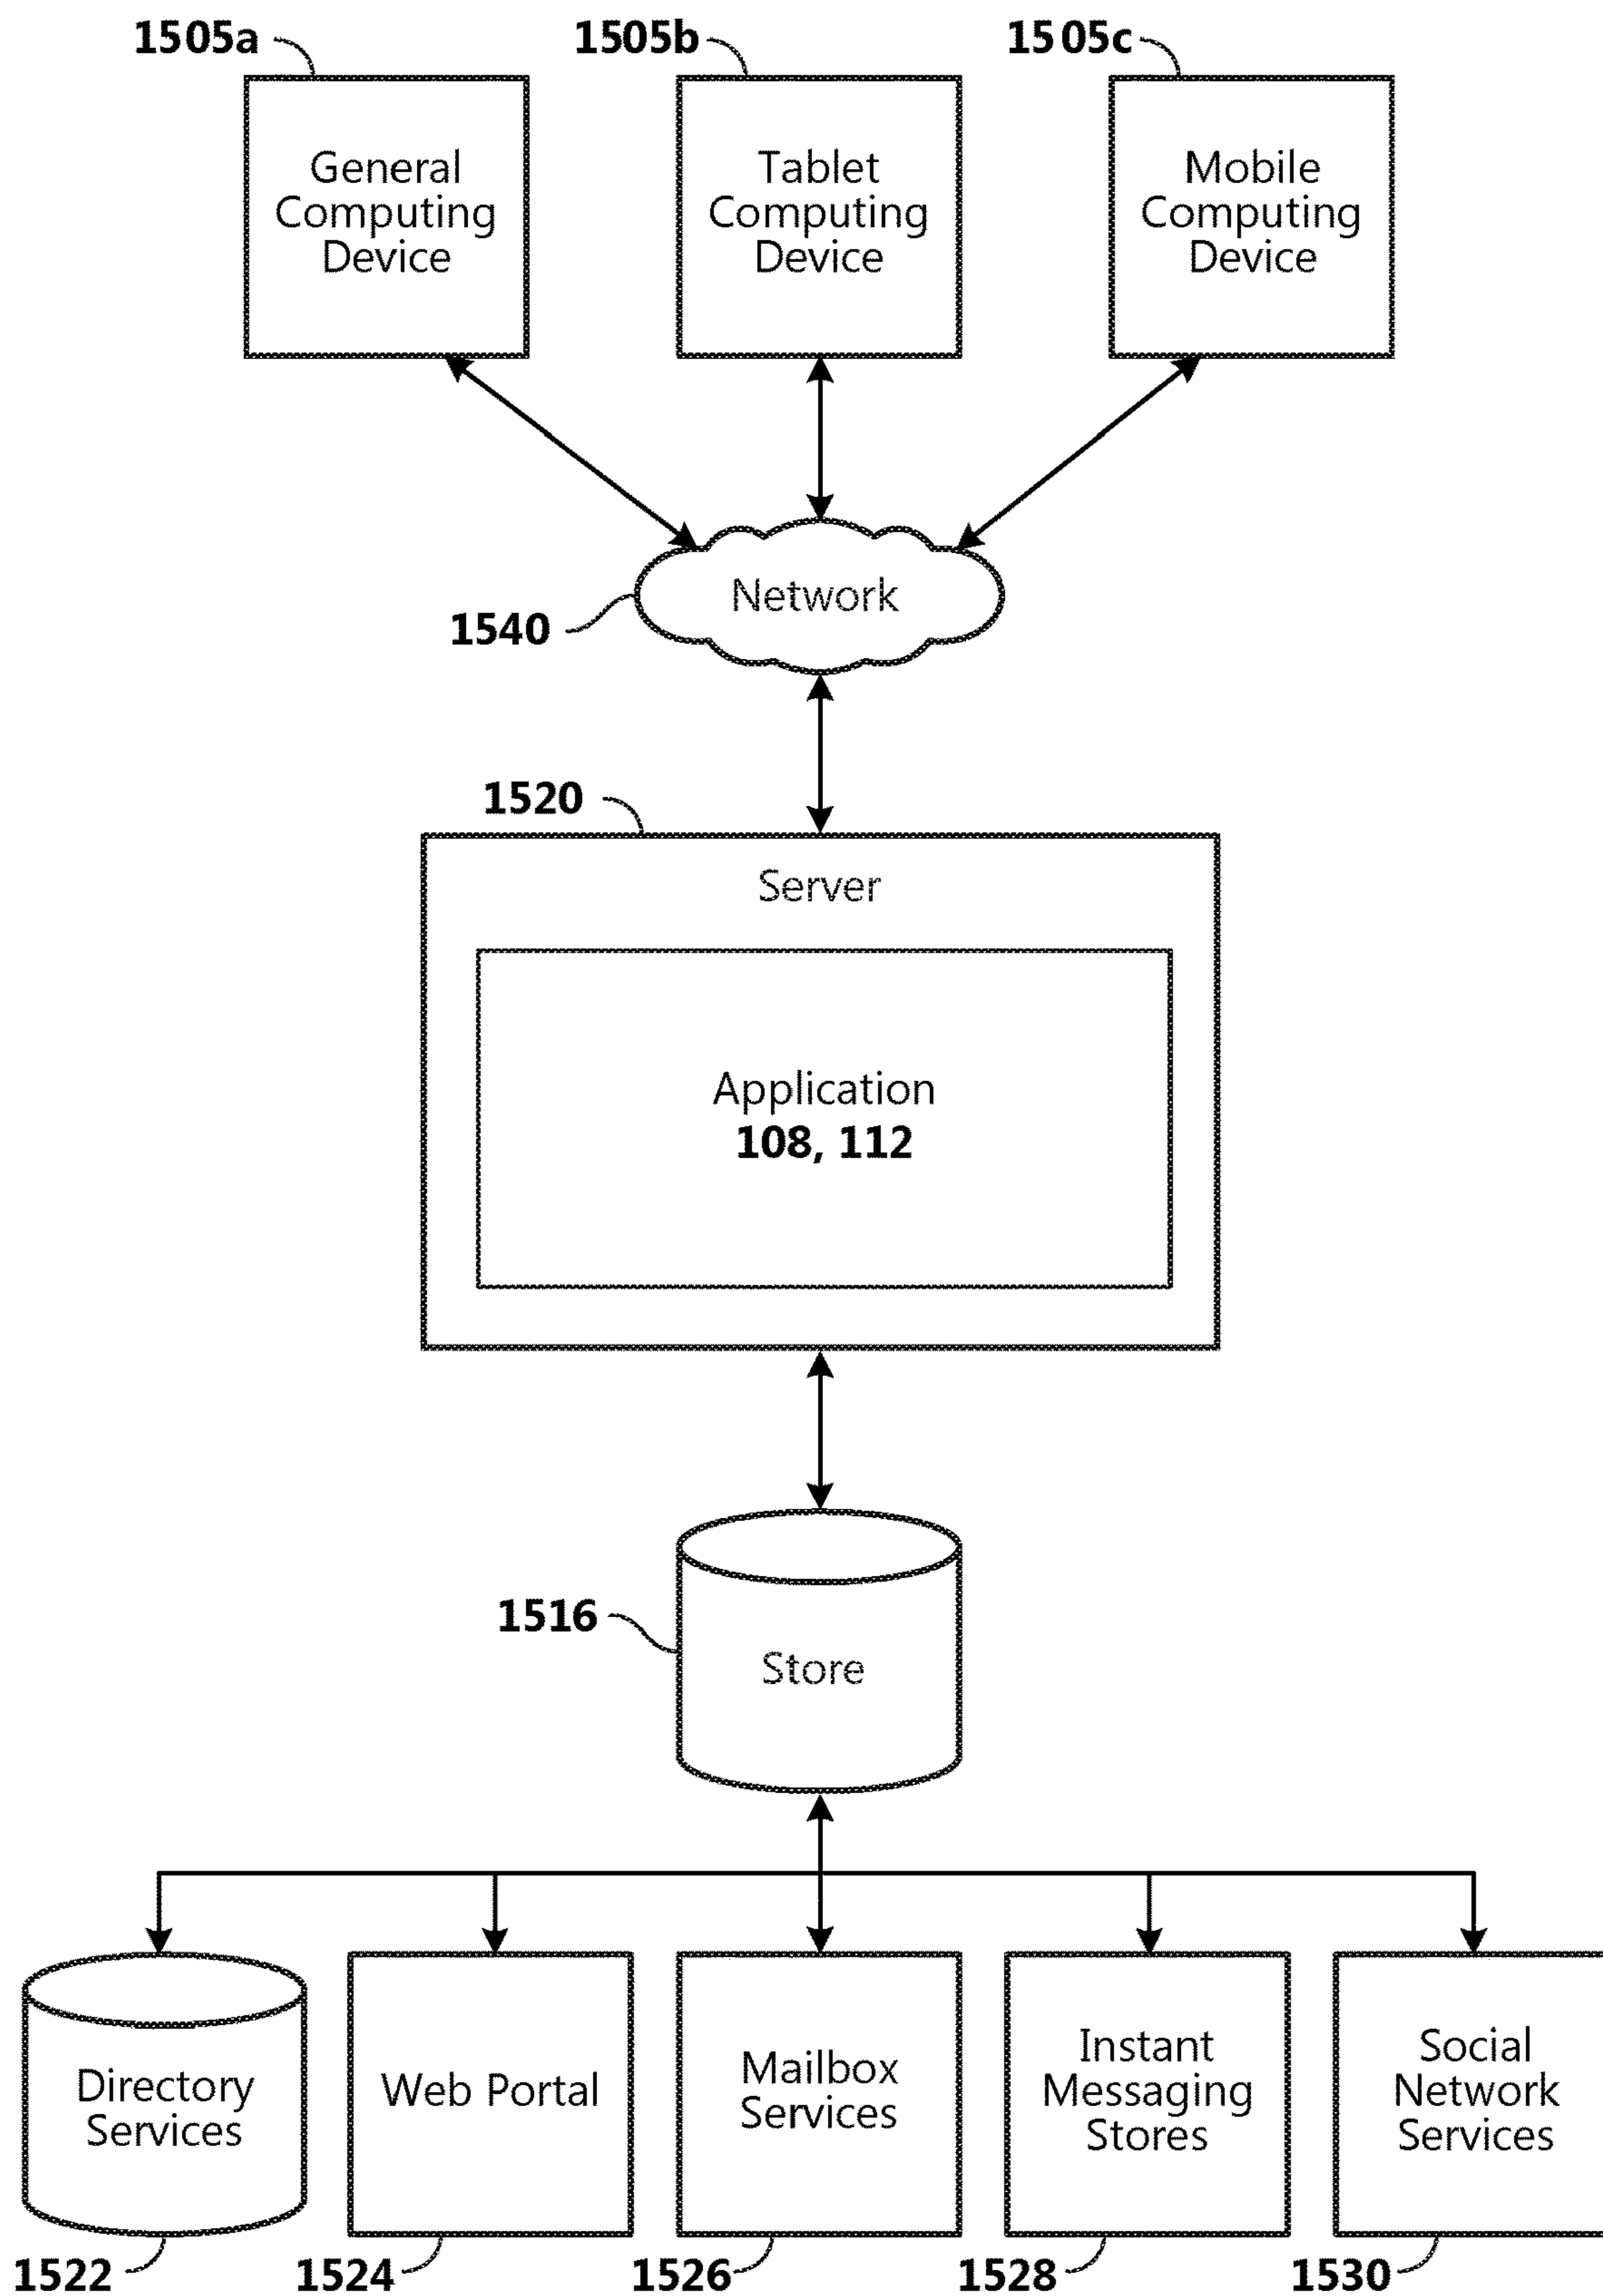 1505a
1505b
1505c
General
Computing
Device
Tablet
Computing
Device
Mobile
Computing
Device
Network
1540
1520
Server
Application
108, 112
1516
Store
Directory
Services
Web Portal
Mailbox
Services
Instant
Messaging
Stores
Social
Network
Services
1522
1524
1526
1528
1530